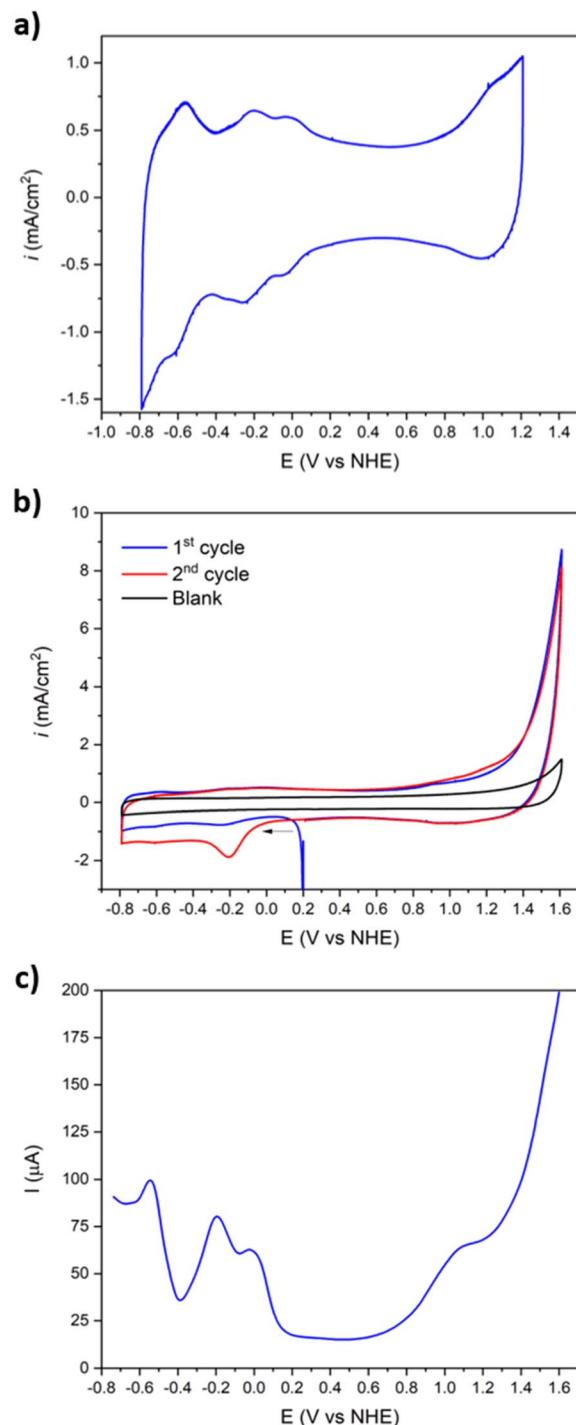 a)
1.0
0.5
0.0
-0.5
-1.0
-1.5
i (mA/cm²)
-1.0 -0.8 -0.6 -0.4 -0.2 0.0 0.2 0.4 0.6 0.8 1.0 1.2 1.4
E (V vs NHE)
b)
10
8
6
4
2
0
-2
i (mA/cm²)
1st cycle
2nd cycle
Blank
-0.8 -0.6 -0.4 -0.2 0.0 0.2 0.4 0.6 0.8 1.0 1.2 1.4 1.6
E (V vs NHE)
c)
200
175
150
125
100
75
50
25
0
I (µA)
-0.8 -0.6 -0.4 -0.2 0.0 0.2 0.4 0.6 0.8 1.0 1.2 1.4 1.6
E (V vs NHE)